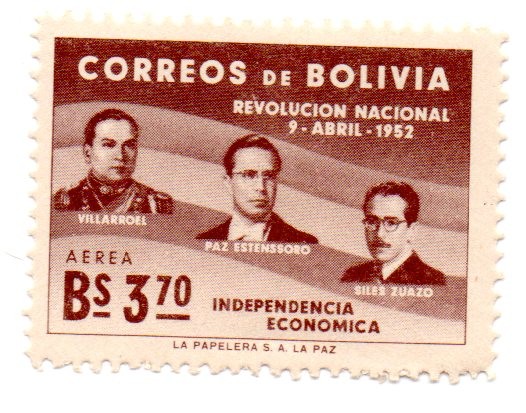 CORREOS DE BOLIVIA
REVOLUCION NACIONAL
9 - ABRIL - 1952
VILLARROEL
PAZ ESTENSSORO
SILES ZUAZO
AEREA
BS 3.70
INDEPENDENCIA
ECONOMICA
LA PAPELERA S. A. LA PAZ